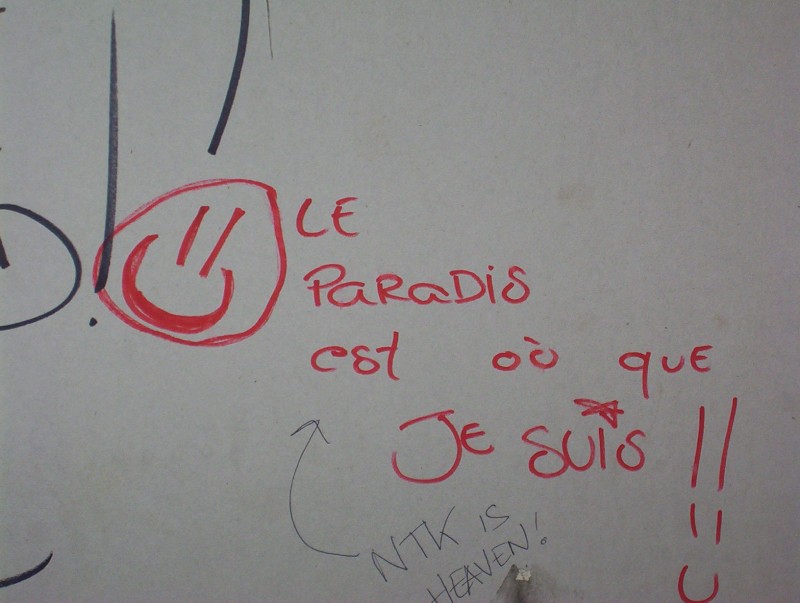 LE
PARADIS
est où que
JE SUIS !!
NTK IS
HEAVEN!